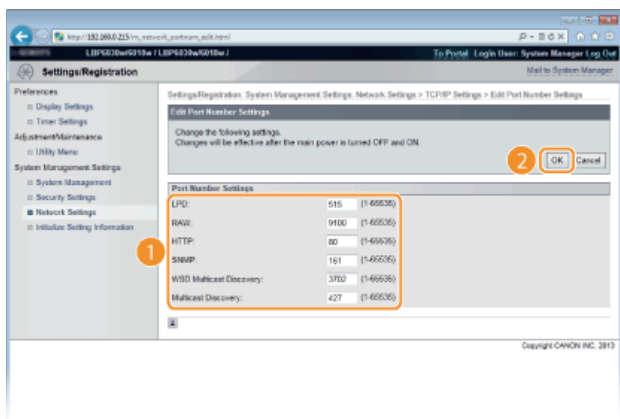 http://192.168.0.215/m_network_portnum_edit.html
LBP6030w/6018w / LBP6030w/6018w /
To Portal Login User: System Manager Log Out
Settings/Registration
Mail to System Manager
Preferences
Display Settings
Timer Settings
Adjustment/Maintenance
Utility Menu
System Management Settings
System Management
Security Settings
Network Settings
Initialize Setting Information
Settings/Registration: System Management Settings: Network Settings > TCP/IP Settings > Edit Port Number Settings
Edit Port Number Settings
Change the following settings.
Changes will be effective after the main power is turned OFF and ON.
2
OK Cancel
Port Number Settings
1
LPD: 515 (1-65535)
RAW: 9100 (1-65535)
HTTP: 80 (1-65535)
SNMP: 161 (1-65535)
WSD Multicast Discovery: 3702 (1-65535)
Multicast Discovery: 427 (1-65535)
Copyright CANON INC. 2013